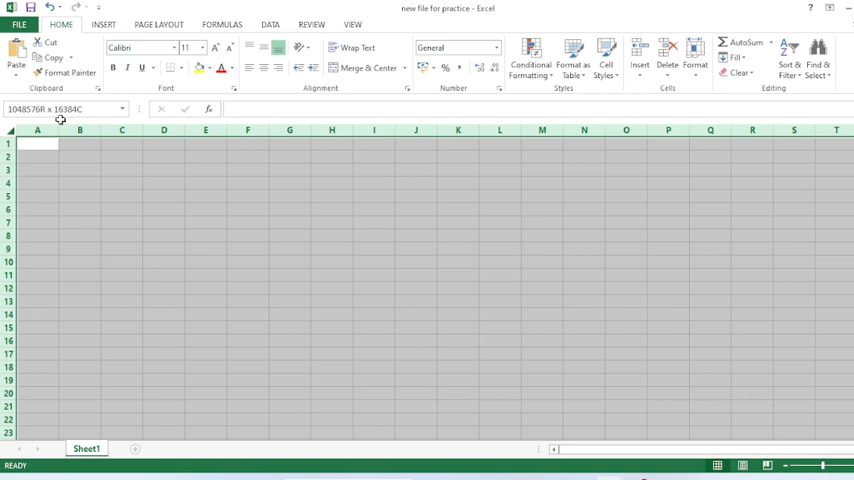 new file for practice - Excel
FILE HOME INSERT PAGE LAYOUT FORMULAS DATA REVIEW VIEW
Cut
Copy
Format Painter
Paste
Clipboard
Calibri 11
B I U
Font
Wrap Text
Merge & Center
Alignment
General
%
Number
Conditional Formatting
Format as Table
Cell Styles
Styles
Insert Delete Format
Cells
AutoSum
Fill
Clear
Sort & Filter
Find & Select
Editing
1048576R x 16384C
fx
A B C D E F G H I J K L M N O P Q R S T
1
2
3
4
5
6
7
8
9
10
11
12
13
14
15
16
17
18
19
20
21
22
23
Sheet1
READY